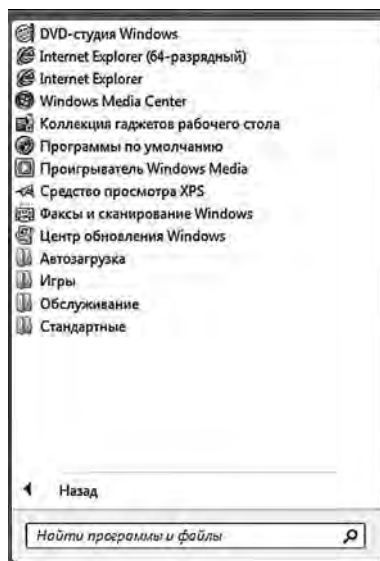 DVD-студия Windows
Internet Explorer (64-разрядный)
Internet Explorer
Windows Media Center
Коллекция гаджетов рабочего стола
Программы по умолчанию
Проигрыватель Windows Media
Средство просмотра XPS
Факсы и сканирование Windows
Центр обновления Windows
Автозагрузка
Игры
Обслуживание
Стандартные
Назад
Найти программы и файлы